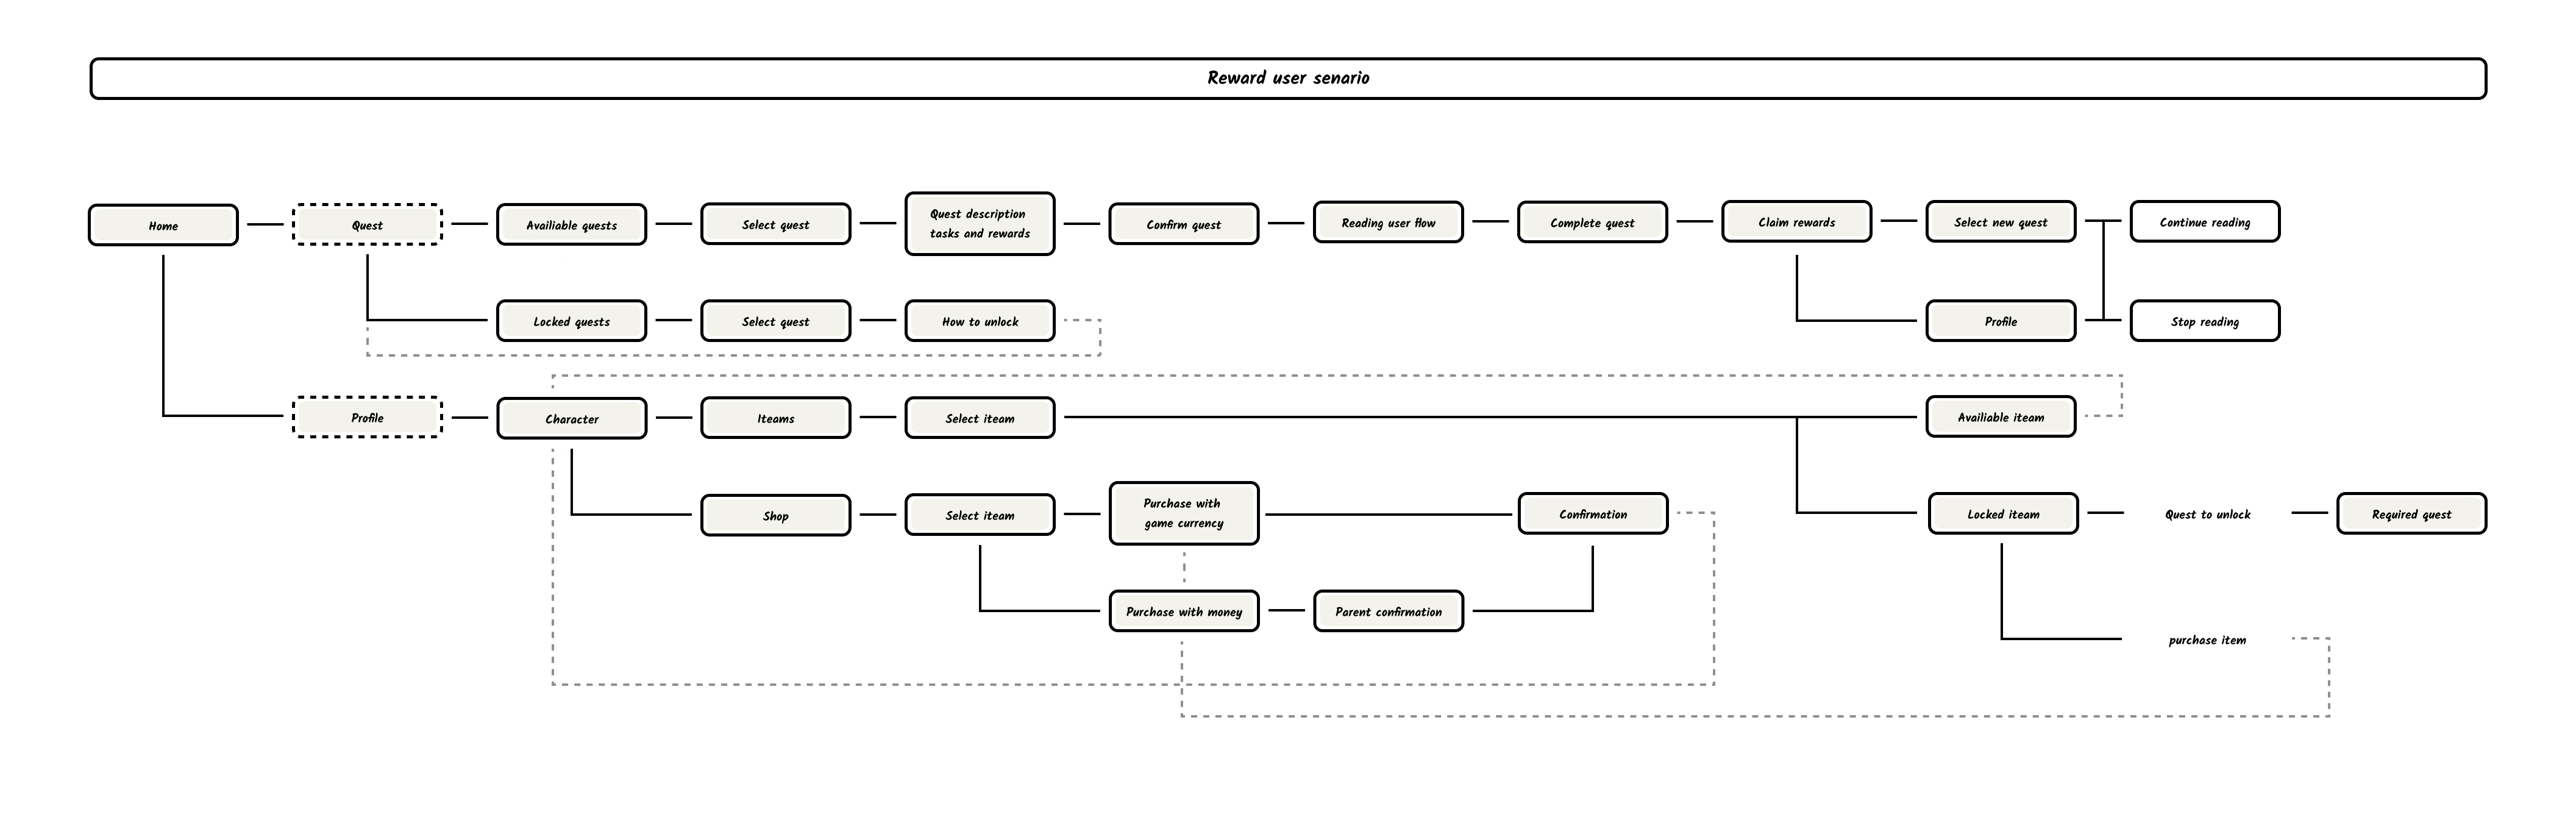 Reward user senario
Home
Quest
Availiable quests
Select quest
Quest description
tasks and rewards
Confirm quest
Reading user flow
Complete quest
Claim rewards
Select new quest
Continue reading
Locked quests
Select quest
How to unlock
Profile
Stop reading
Profile
Character
Iteams
Select iteam
Availiable iteam
Shop
Select iteam
Purchase with
game currency
Confirmation
Locked iteam
Quest to unlock
Required quest
Purchase with money
Parent confirmation
purchase item